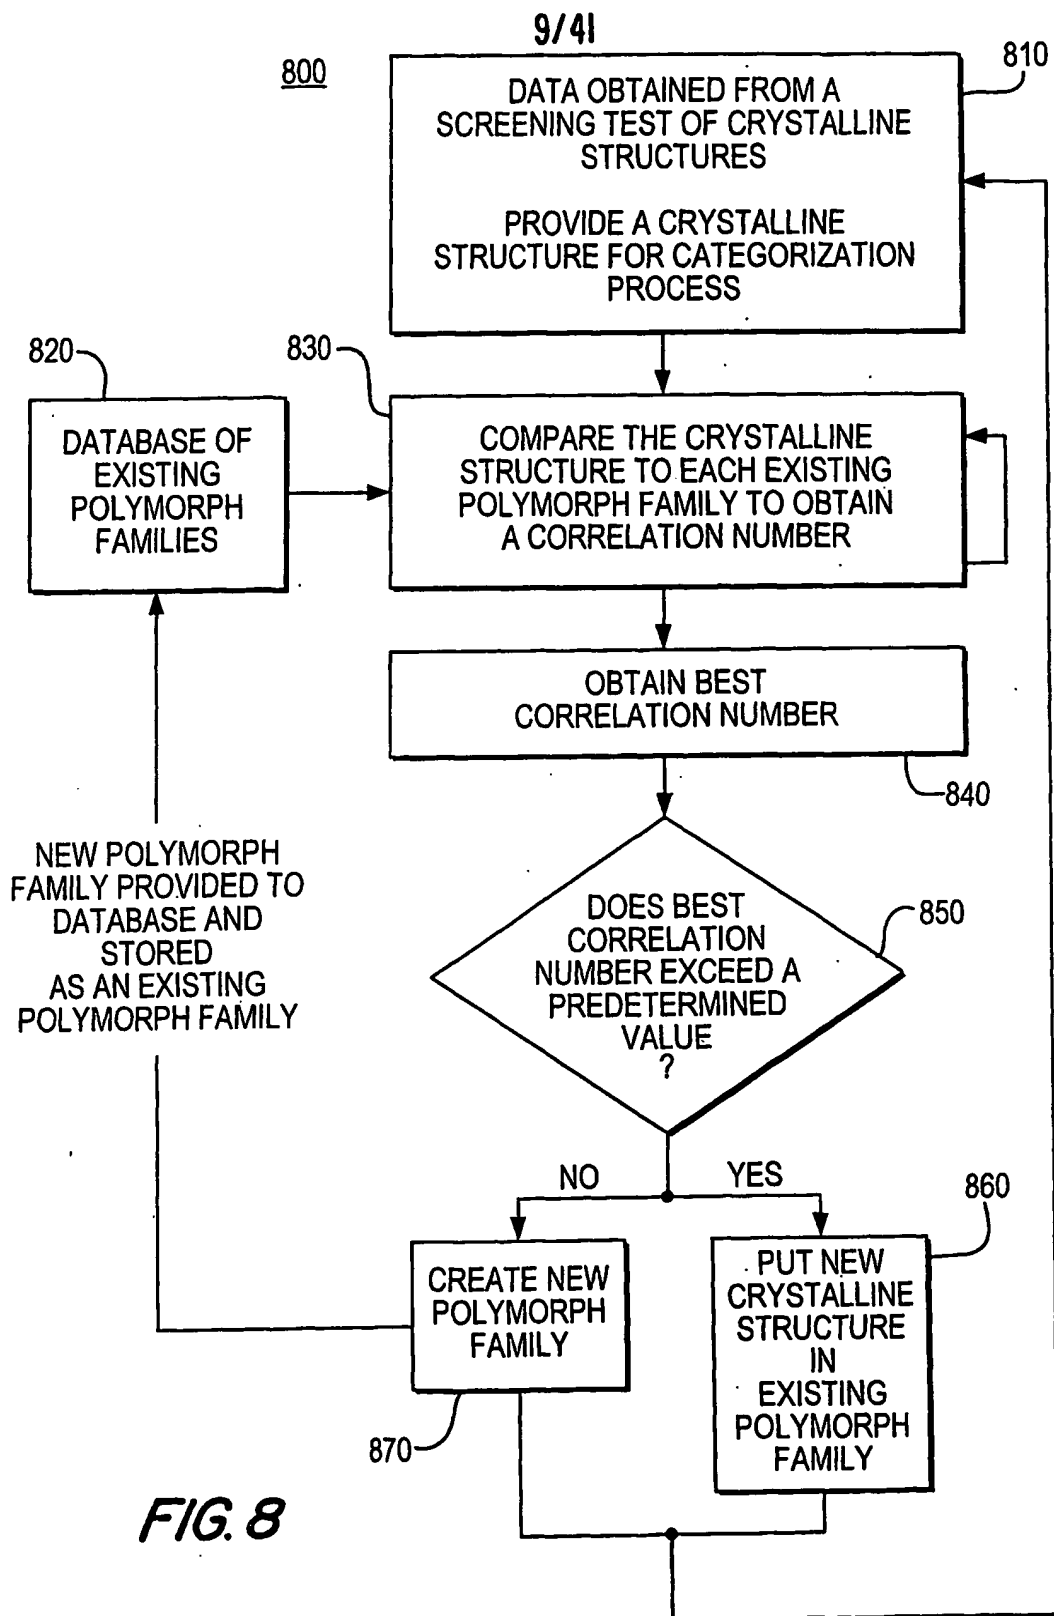 9/41
800
810
DATA OBTAINED FROM A
SCREENING TEST OF CRYSTALLINE
STRUCTURES
PROVIDE A CRYSTALLINE
STRUCTURE FOR CATEGORIZATION
PROCESS
820
830
DATABASE OF
EXISTING
POLYMORPH
FAMILIES
COMPARE THE CRYSTALLINE
STRUCTURE TO EACH EXISTING
POLYMORPH FAMILY TO OBTAIN
A CORRELATION NUMBER
OBTAIN BEST
CORRELATION NUMBER
840
NEW POLYMORPH
FAMILY PROVIDED TO
DATABASE AND
STORED
AS AN EXISTING
POLYMORPH FAMILY
DOES BEST
CORRELATION
NUMBER EXCEED A
PREDETERMINED
VALUE
?
850
NO
YES
860
CREATE NEW
POLYMORPH
FAMILY
870
PUT NEW
CRYSTALLINE
STRUCTURE
IN
EXISTING
POLYMORPH
FAMILY
FIG. 8